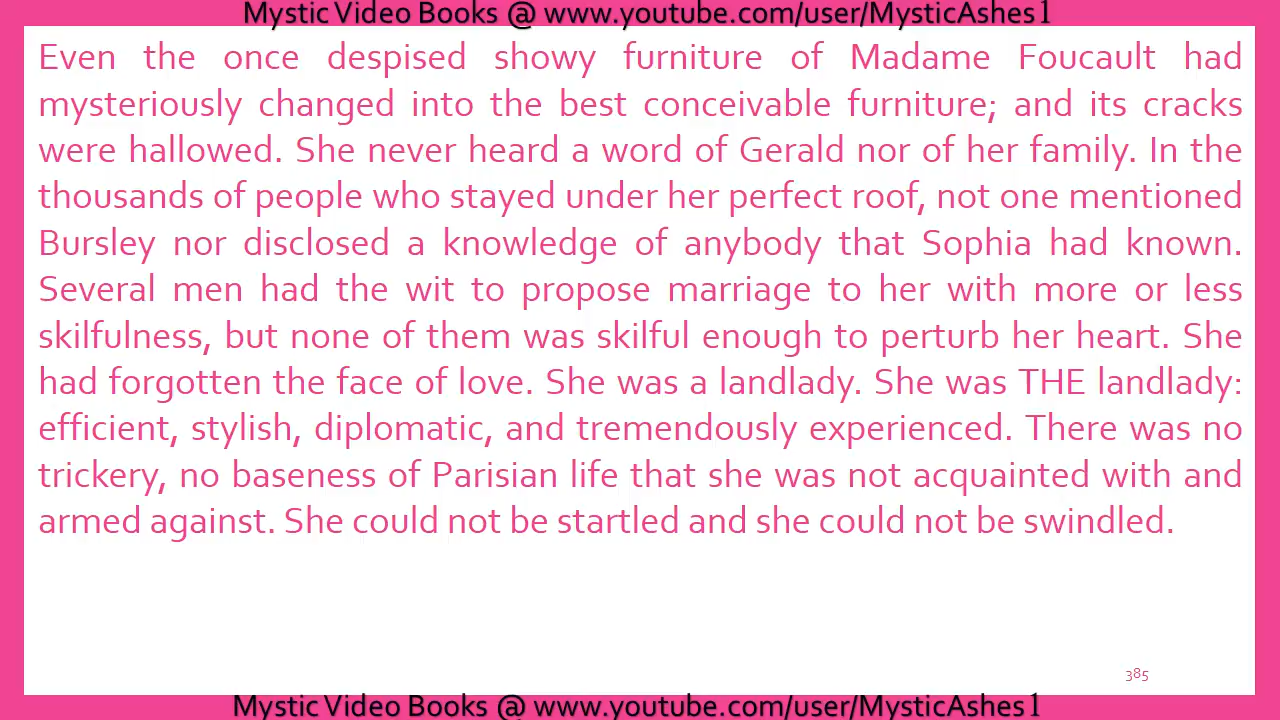 Mystic Video Books @ www.youtube.com/user/MysticAshes1
Even the once despised showy furniture of Madame Foucault had
mysteriously changed into the best conceivable furniture; and its cracks
were hallowed. She never heard a word of Gerald nor of her family. In the
thousands of people who stayed under her perfect roof, not one mentioned
Bursley nor disclosed a knowledge of anybody that Sophia had known.
Several men had the wit to propose marriage to her with more or less
skilfulness, but none of them was skilful enough to perturb her heart. She
had forgotten the face of love. She was a landlady. She was THE landlady:
efficient, stylish, diplomatic, and tremendously experienced. There was no
trickery, no baseness of Parisian life that she was not acquainted with and
armed against. She could not be startled and she could not be swindled.
385
Mystic Video Books @ www.youtube.com/user/MysticAshes1